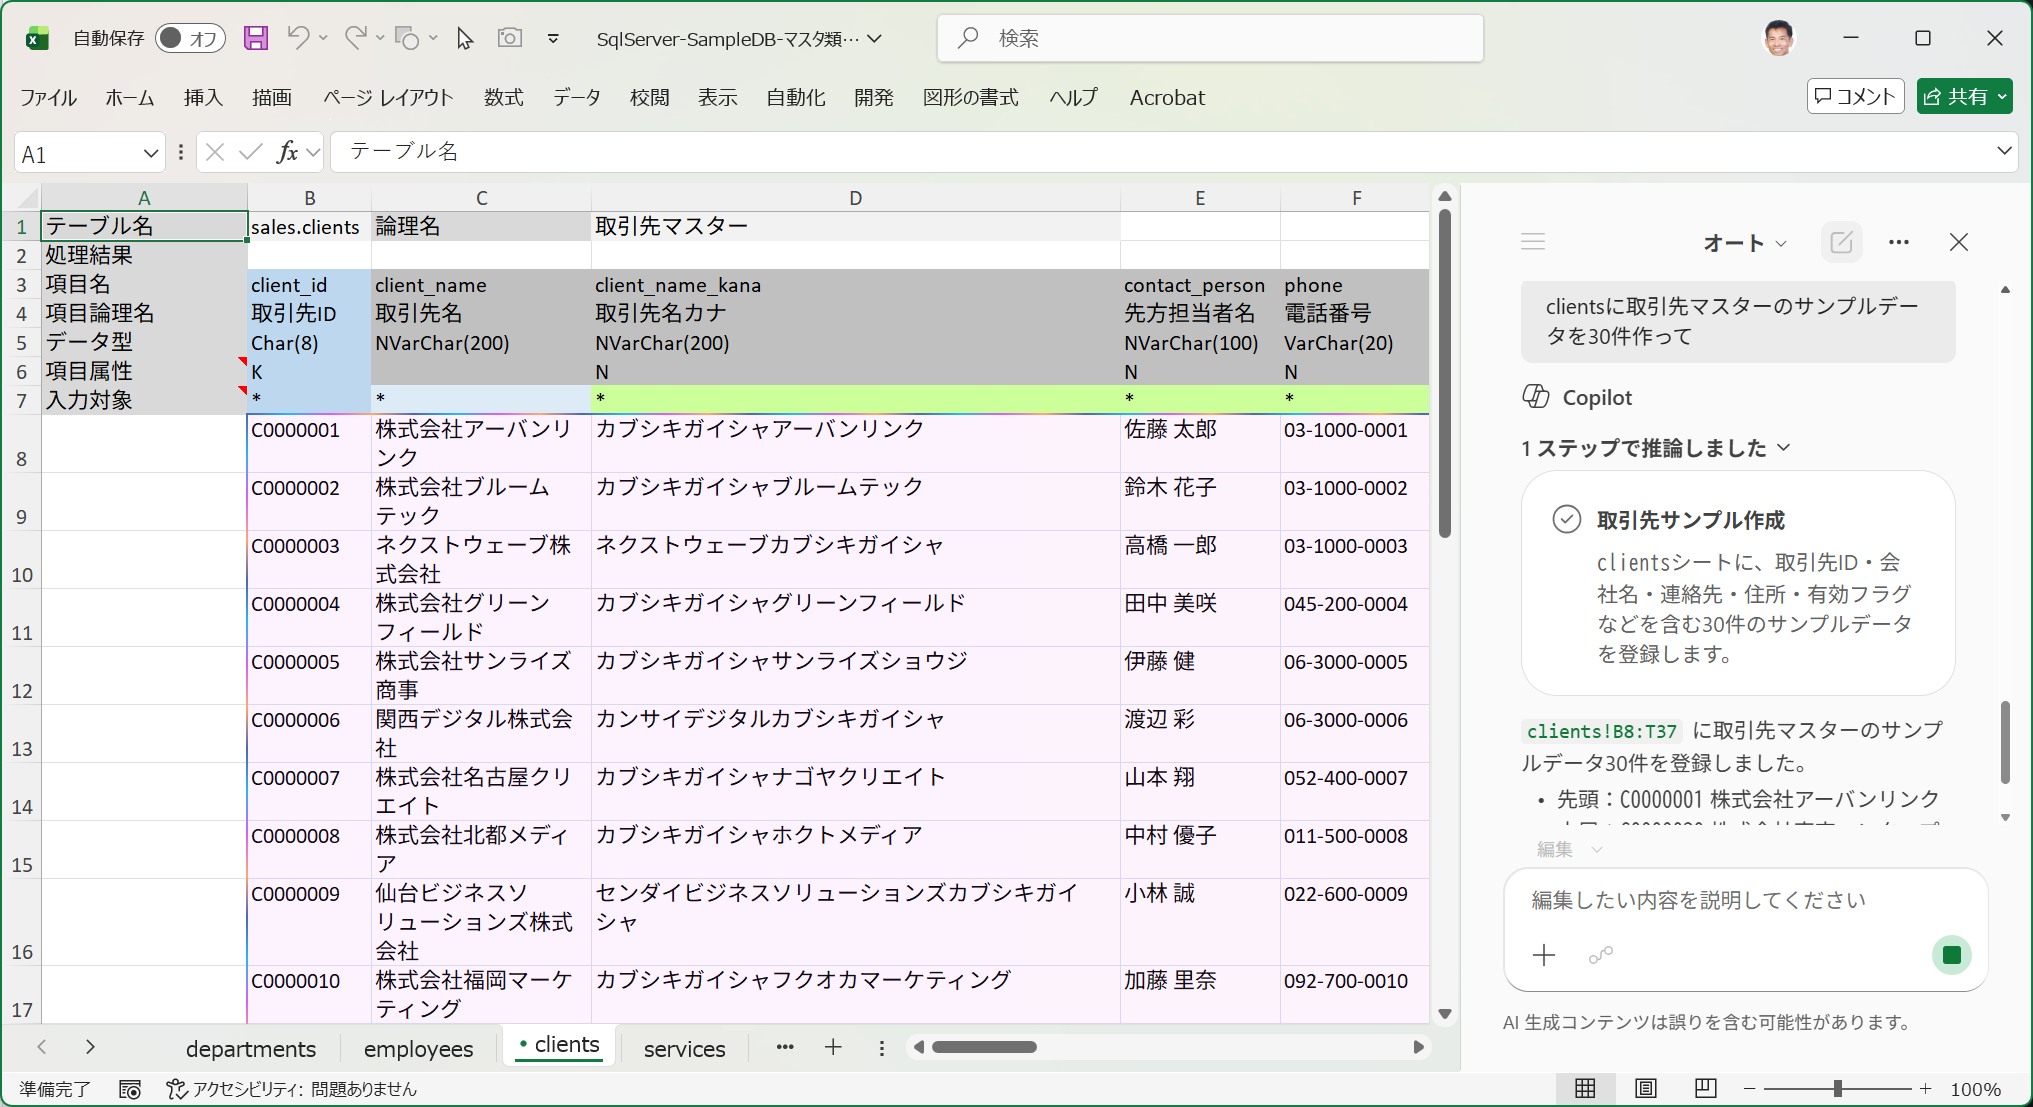 自動保存 オフ SqlServer-SampleDB-マスタ類… 検索
ファイル ホーム 挿入 描画 ページ レイアウト 数式 データ 校閲 表示 自動化 開発 図形の書式 ヘルプ Acrobat コメント 共有
A1 fx テーブル名
A B C D E F
1 テーブル名 sales.clients 論理名 取引先マスター
2 処理結果
3 項目名 client_id client_name client_name_kana contact_person phone
4 項目論理名 取引先ID 取引先名 取引先名カナ 先方担当者名 電話番号
5 データ型 Char(8) NVarChar(200) NVarChar(200) NVarChar(100) VarChar(20)
6 項目属性 K N N N
7 入力対象 * * * * *
C0000001 株式会社アーバンリ カブシキガイシャアーバンリンク 佐藤 太郎 03-1000-0001
8 ンク
C0000002 株式会社ブルーム カブシキガイシャブルームテック 鈴木 花子 03-1000-0002
9 テック
C0000003 ネクストウェーブ株 ネクストウェーブカブシキガイシャ 高橋 一郎 03-1000-0003
10 式会社
C0000004 株式会社グリーン カブシキガイシャグリーンフィールド 田中 美咲 045-200-0004
11 フィールド
C0000005 株式会社サンライズ カブシキガイシャサンライズショウジ 伊藤 健 06-3000-0005
12 商事
C0000006 関西デジタル株式会 カンサイデジタルカブシキガイシャ 渡辺 彩 06-3000-0006
13 社
C0000007 株式会社名古屋クリ カブシキガイシャナゴヤクリエイト 山本 翔 052-400-0007
14 エイト
C0000008 株式会社北都メディ カブシキガイシャホクトメディア 中村 優子 011-500-0008
15 ア
C0000009 仙台ビジネスソ センダイビジネスソリューションズカブシキガイ 小林 誠 022-600-0009
リューションズ株式 シャ
16 会社
C0000010 株式会社福岡マーケ カブシキガイシャフクオカマーケティング 加藤 里奈 092-700-0010
17 ティング
departments employees clients services
準備完了 アクセシビリティ: 問題ありません 100%
オート
clientsに取引先マスターのサンプルデー
タを30件作って
Copilot
1 ステップで推論しました
取引先サンプル作成
clientsシートに、取引先ID・会
社名・連絡先・住所・有効フラグ
などを含む30件のサンプルデータ
を登録します。
clients!B8:T37 に取引先マスターのサンプ
ルデータ30件を登録しました。
• 先頭：C0000001 株式会社アーバンリンク
編集
編集したい内容を説明してください
AI 生成コンテンツは誤りを含む可能性があります。